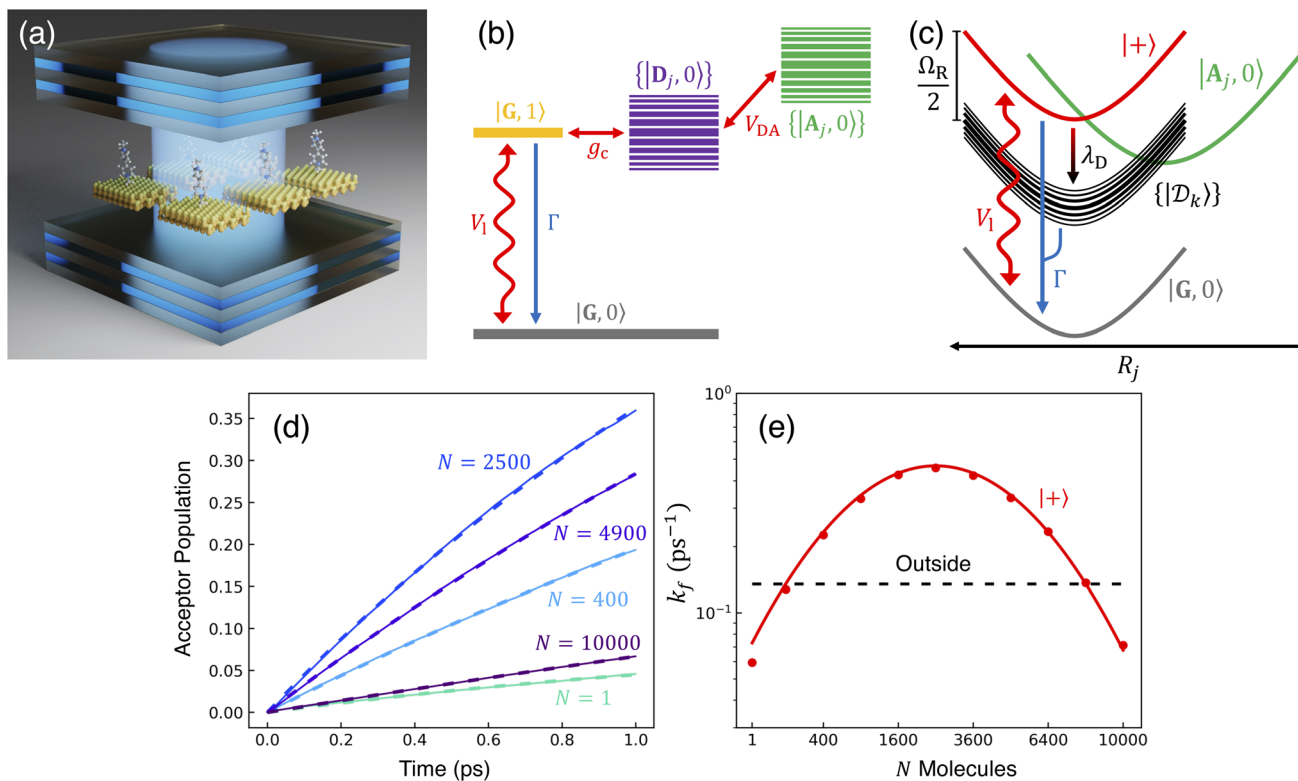 (a)
(b)
|G, 1⟩
{|D_j, 0⟩}
{|A_j, 0⟩}
g_c
V_DA
V_l
Γ
|G, 0⟩
(c)
Ω_R
2
|+⟩
|A_j, 0⟩
λ_D
{|𝒟_k⟩}
V_l
Γ
|G, 0⟩
R_j
(d)
Acceptor Population
0.35
0.30
0.25
0.20
0.15
0.10
0.05
0.00
N = 2500
N = 4900
N = 400
N = 10000
N = 1
0.0 0.2 0.4 0.6 0.8 1.0
Time (ps)
(e)
k_f (ps⁻¹)
10⁰
10⁻¹
|+⟩
Outside
1 400 1600 3600 6400 10000
N Molecules